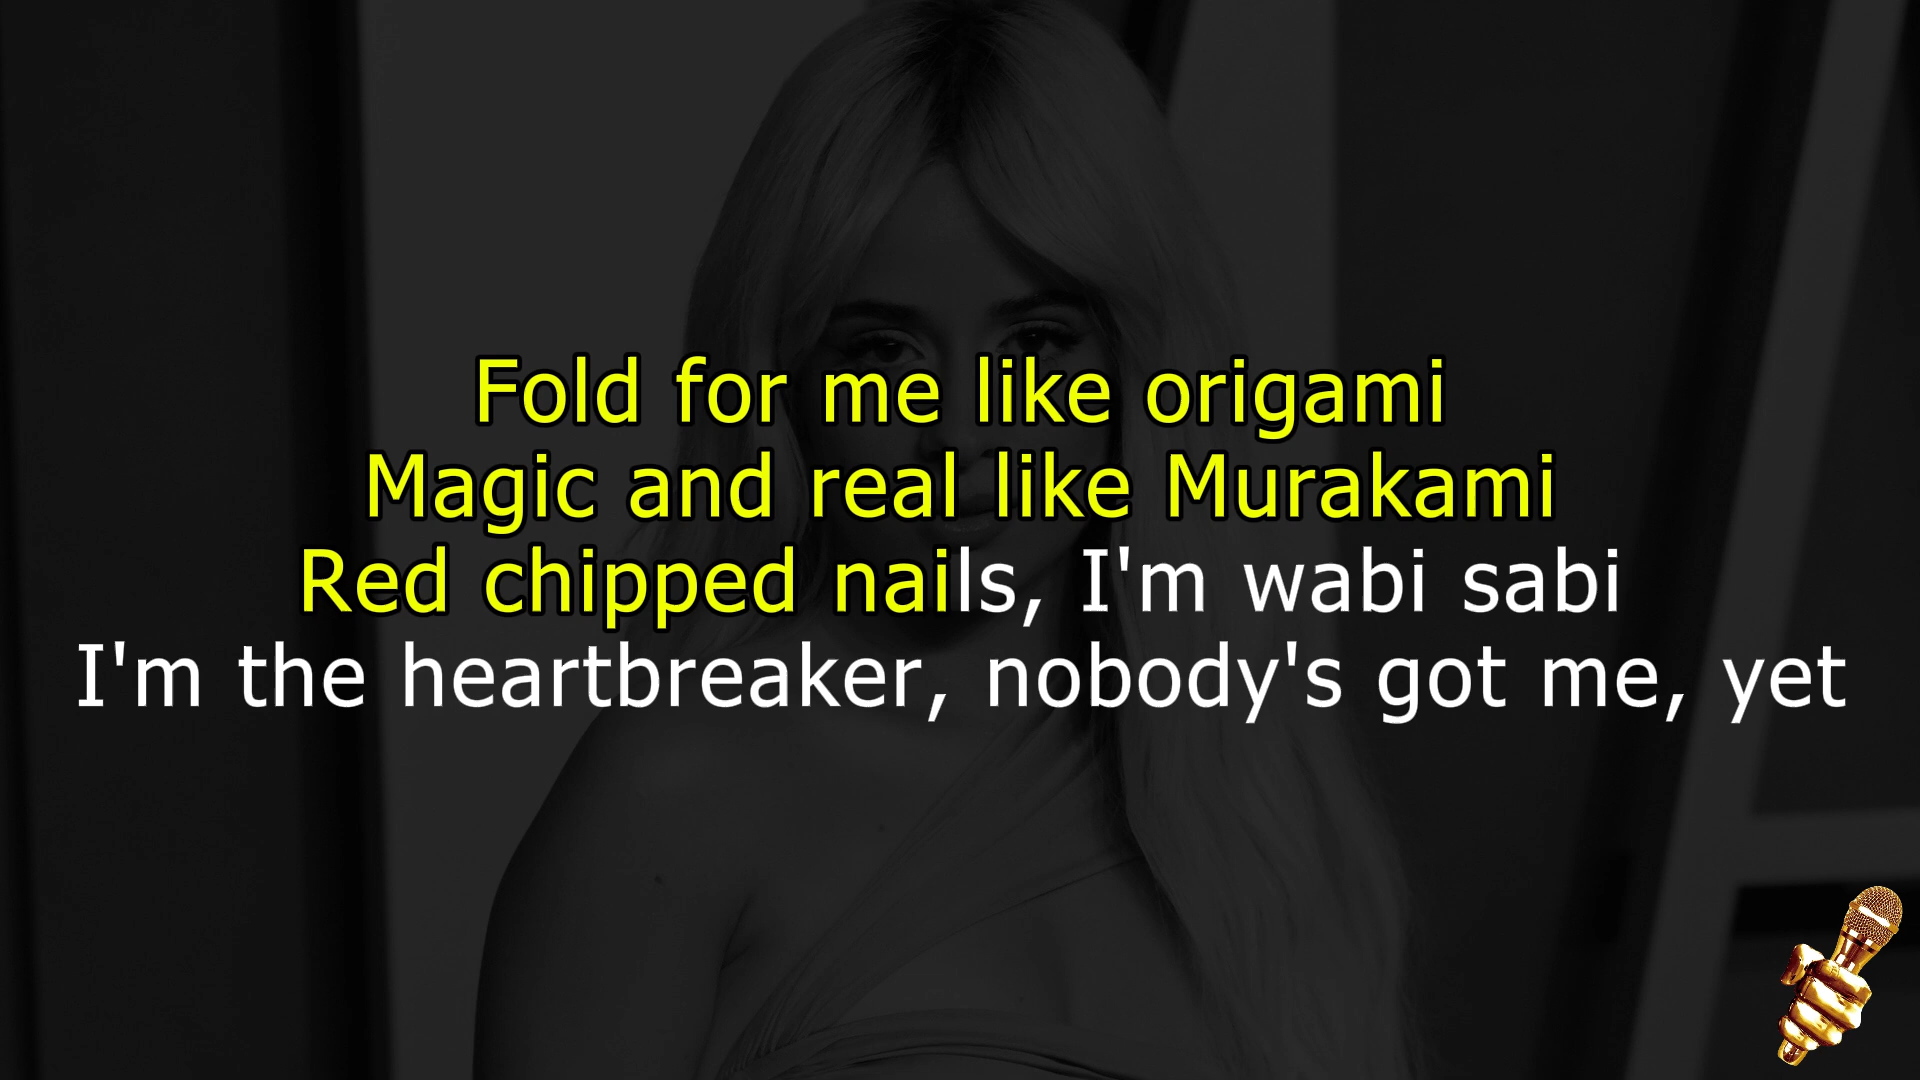 Fold for me like origami
Magic and real like Murakami
Red chipped nails, I'm wabi sabi
I'm the heartbreaker, nobody's got me, yet